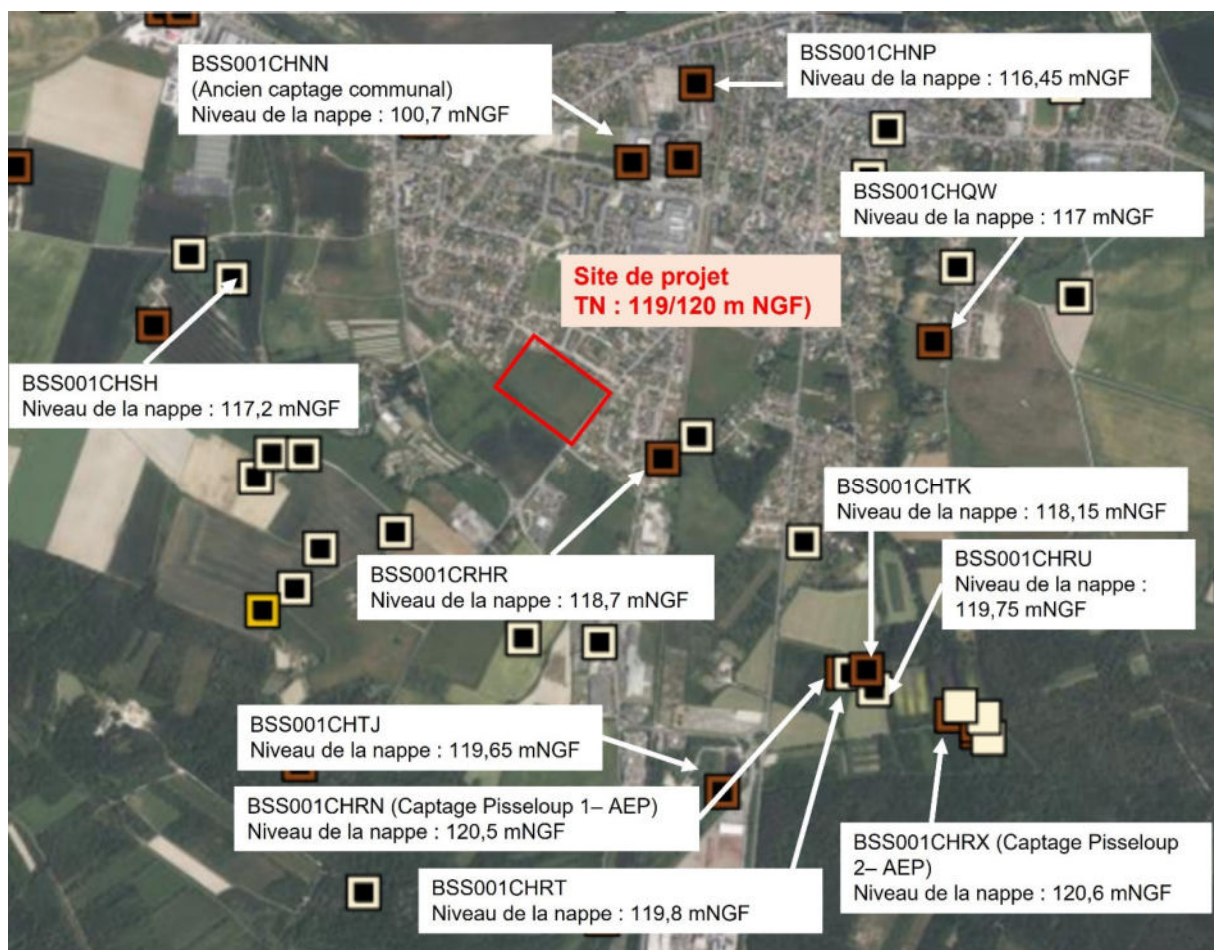 BSS001CHNN
(Ancien captage communal)
Niveau de la nappe : 100,7 mNGF
BSS001CHNP
Niveau de la nappe : 116,45 mNGF
BSS001CHQW
Niveau de la nappe : 117 mNGF
Site de projet
TN : 119/120 m NGF)
BSS001CHSH
Niveau de la nappe : 117,2 mNGF
BSS001CHTK
Niveau de la nappe : 118,15 mNGF
BSS001CRHR
Niveau de la nappe : 118,7 mNGF
BSS001CHRU
Niveau de la nappe :
119,75 mNGF
BSS001CHTJ
Niveau de la nappe : 119,65 mNGF
BSS001CHRN (Captage Pisseloup 1– AEP)
Niveau de la nappe : 120,5 mNGF
BSS001CHRX (Captage Pisseloup
2– AEP)
Niveau de la nappe : 120,6 mNGF
BSS001CHRT
Niveau de la nappe : 119,8 mNGF